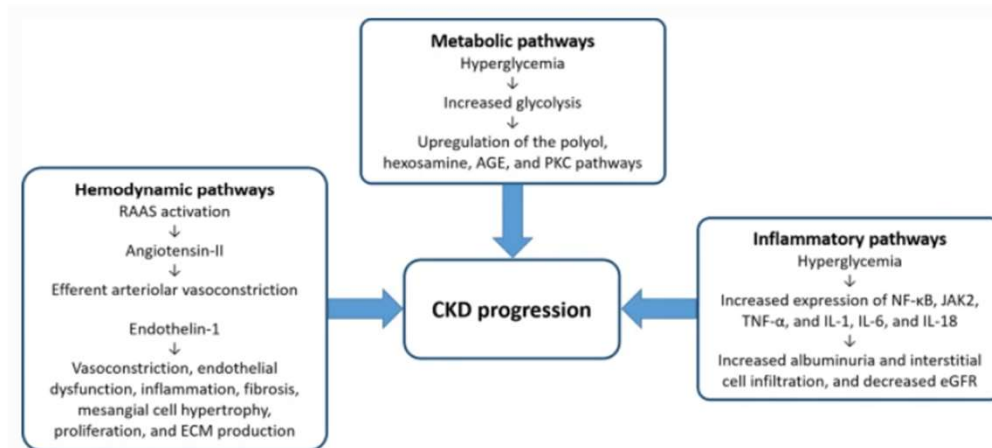 Metabolic pathways
Hyperglycemia
↓
Increased glycolysis
↓
Upregulation of the polyol,
hexosamine, AGE, and PKC pathways
Hemodynamic pathways
RAAS activation
↓
Angiotensin-II
↓
Efferent arteriolar vasoconstriction
Endothelin-1
↓
Vasoconstriction, endothelial
dysfunction, inflammation, fibrosis,
mesangial cell hypertrophy,
proliferation, and ECM production
CKD progression
Inflammatory pathways
Hyperglycemia
↓
Increased expression of NF-κB, JAK2,
TNF-α, and IL-1, IL-6, and IL-18
↓
Increased albuminuria and interstitial
cell infiltration, and decreased eGFR